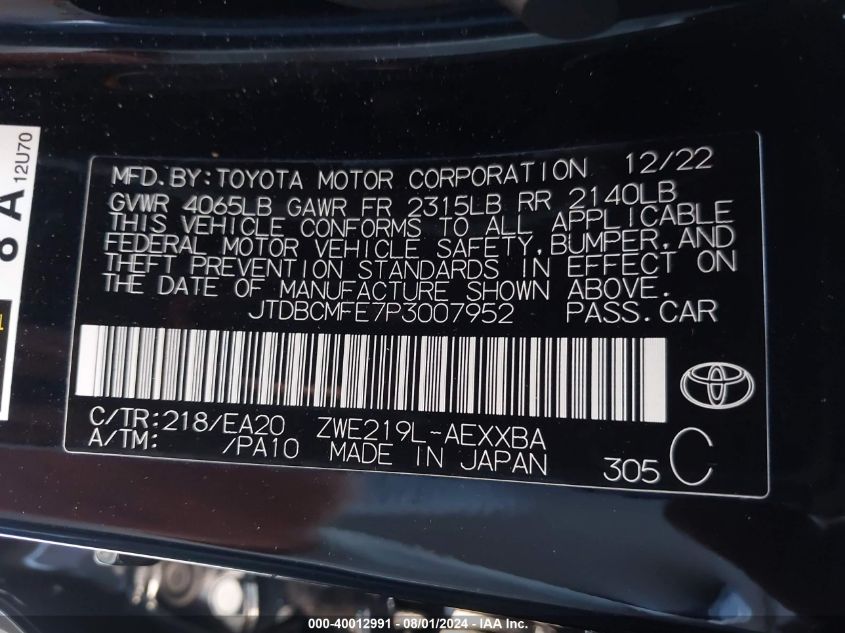 MFD. BY: TOYOTA MOTOR CORPORATION 12/22
GVWR 4065LB GAWR FR 2315LB RR 2140LB
THIS VEHICLE CONFORMS TO ALL APPLICABLE
FEDERAL MOTOR VEHICLE SAFETY, BUMPER, AND
THEFT PREVENTION STANDARDS IN EFFECT ON
THE DATE OF MANUFACTURE SHOWN ABOVE.
JTDBCMFE7P3007952 PASS. CAR
C/TR: 218/EA20 ZWE219L-AEXXBA
A/TM: /PA10 MADE IN JAPAN 305 C
12U70
A
000-40012991 - 08/01/2024 - IAA Inc.